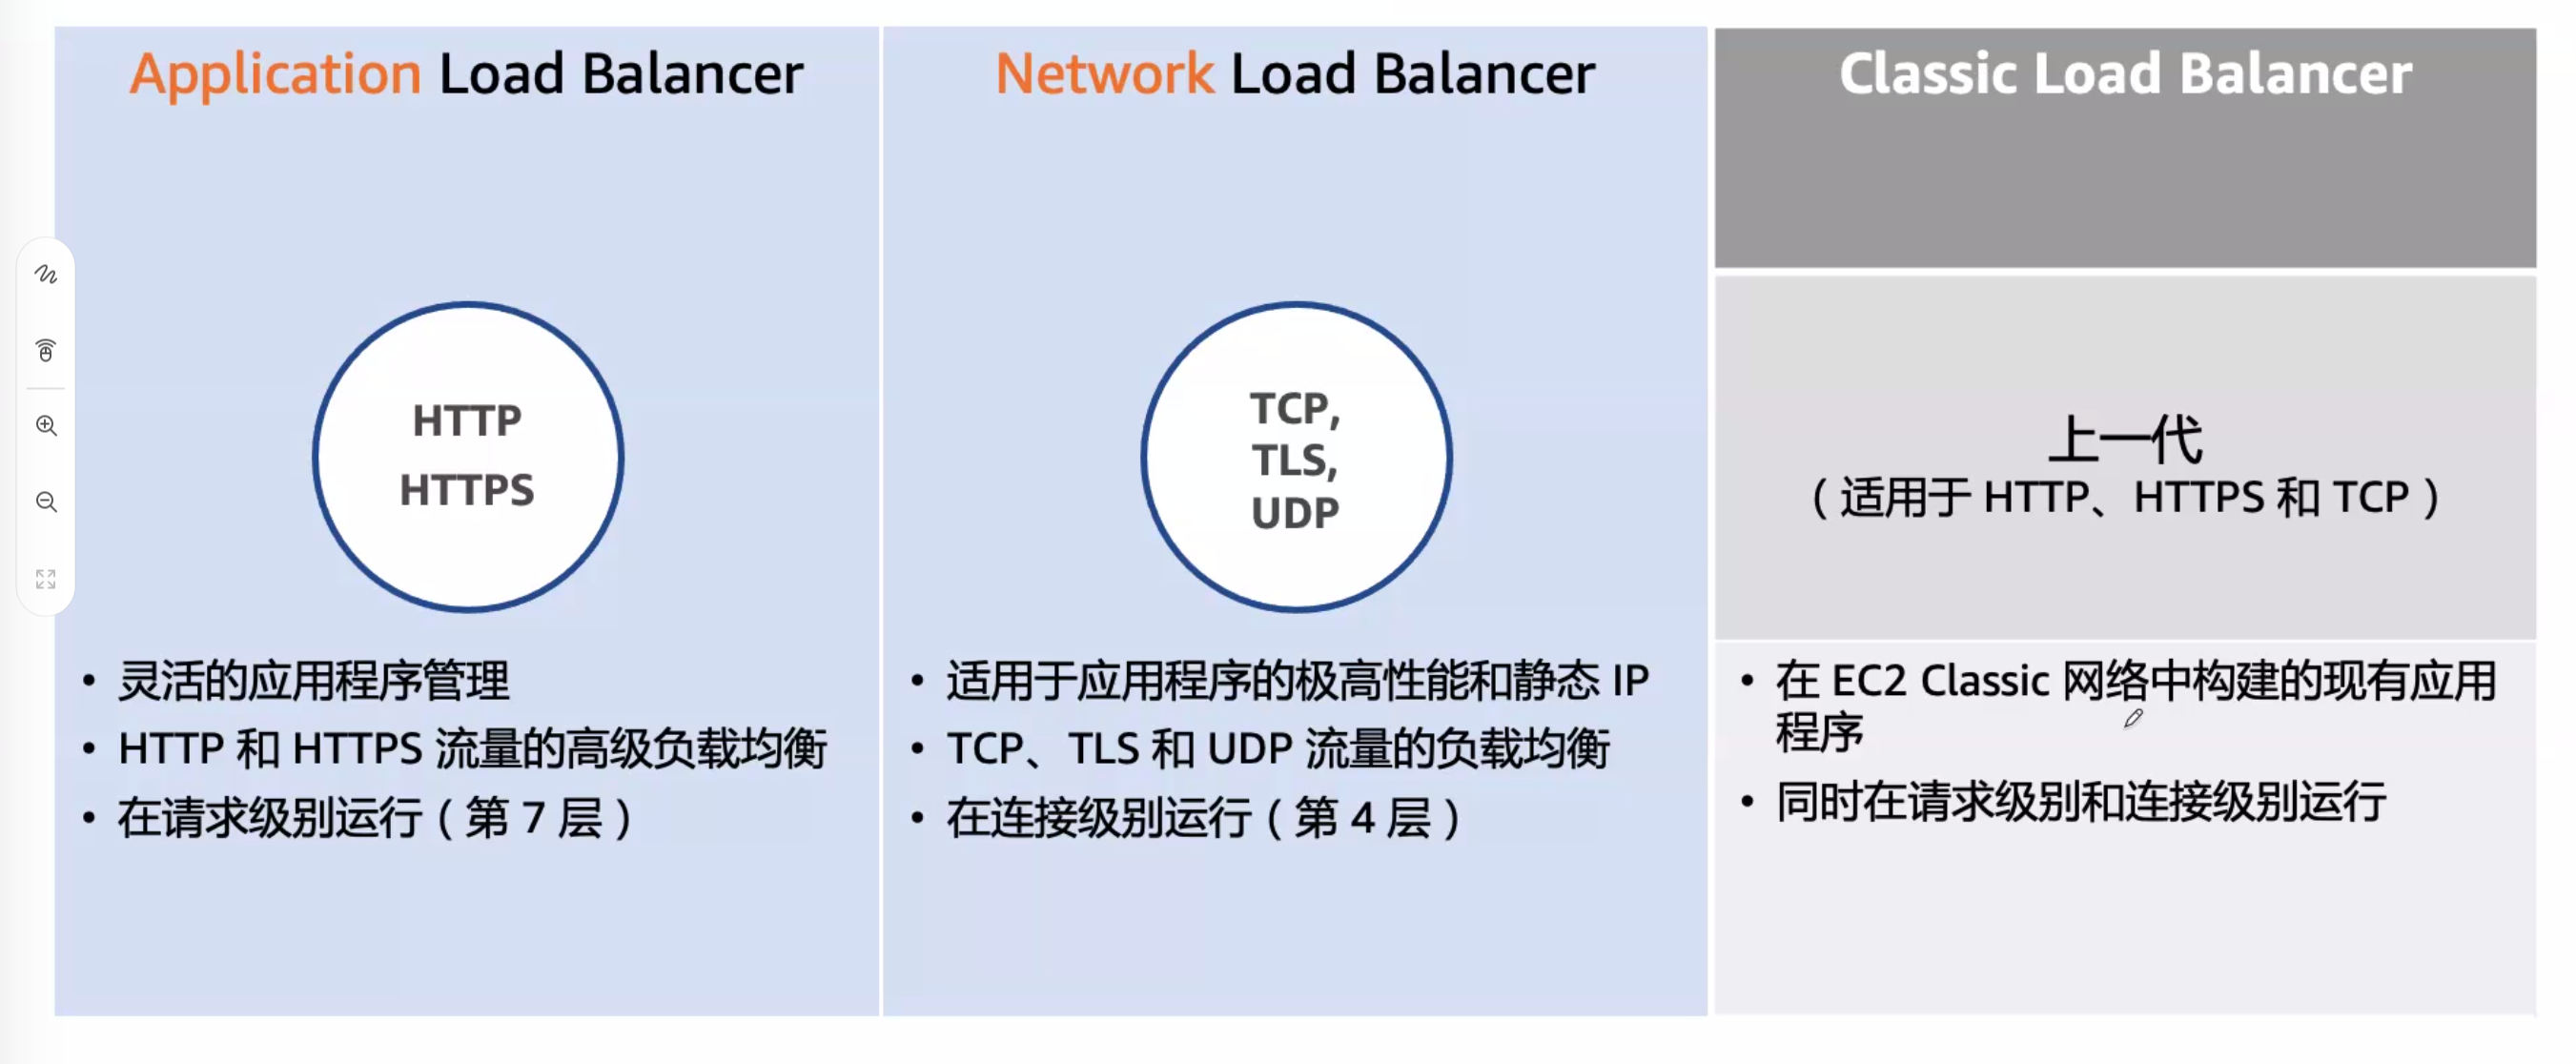 Application Load Balancer
HTTP
HTTPS
• 灵活的应用程序管理
• HTTP 和 HTTPS 流量的高级负载均衡
• 在请求级别运行（第 7 层）
Network Load Balancer
TCP,
TLS,
UDP
• 适用于应用程序的极高性能和静态 IP
• TCP、TLS 和 UDP 流量的负载均衡
• 在连接级别运行（第 4 层）
Classic Load Balancer
上一代
（适用于 HTTP、HTTPS 和 TCP）
• 在 EC2 Classic 网络中构建的现有应用
程序
• 同时在请求级别和连接级别运行